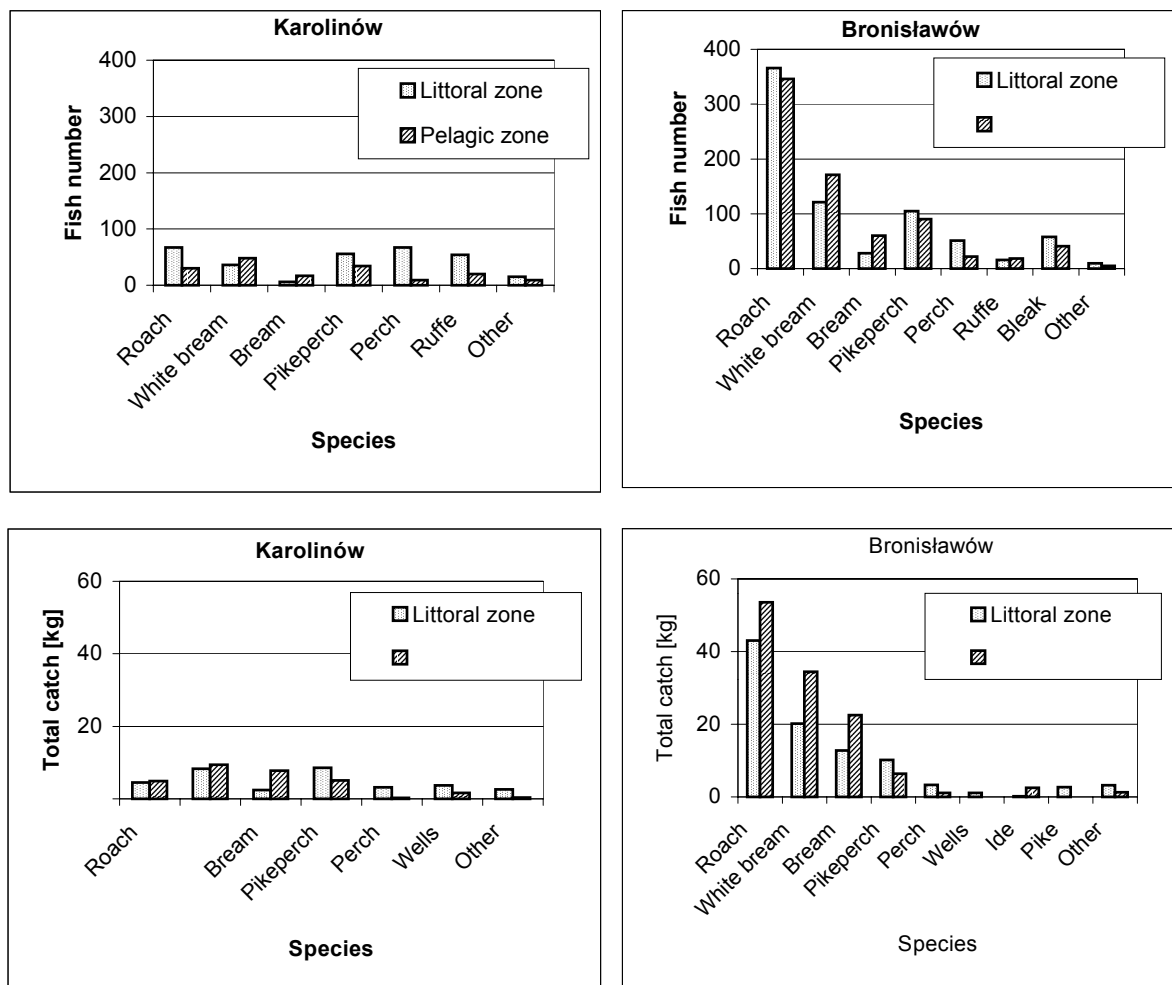 Karolinów
400
300
200
100
0
Fish number
Littoral zone
Pelagic zone
Roach
White bream
Bream
Pikeperch
Perch
Ruffe
Other
Species
Bronisławów
400
300
200
100
0
Fish number
Littoral zone
Roach
White bream
Bream
Pikeperch
Perch
Ruffe
Bleak
Other
Species
Karolinów
60
40
20
Total catch [kg]
Littoral zone
Roach
Bream
Pikeperch
Perch
Wells
Other
Species
Bronisławów
60
40
20
0
Total catch [kg]
Littoral zone
Roach
White bream
Bream
Pikeperch
Perch
Wells
Ide
Pike
Other
Species